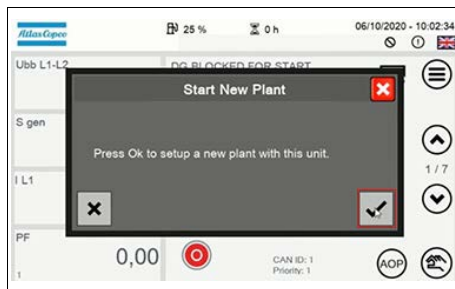 Atlas Copco
25 %
0 h
06/10/2020 - 10:02:34
Ubb L1-L2
DG BLOCKED FOR START
Start New Plant
S gen
Press Ok to setup a new plant with this unit.
I L1
1 / 7
PF
0,00
1
CAN ID: 1
Priority: 1
AOP